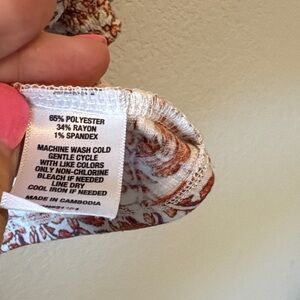 65% POLYESTER
34% RAYON
1% SPANDEX
MACHINE WASH COLD
GENTLE CYCLE
WITH LIKE COLORS
ONLY NON-CHLORINE
BLEACH IF NEEDED
LINE DRY
COOL IRON IF NEEDED
MADE IN CAMBODIA